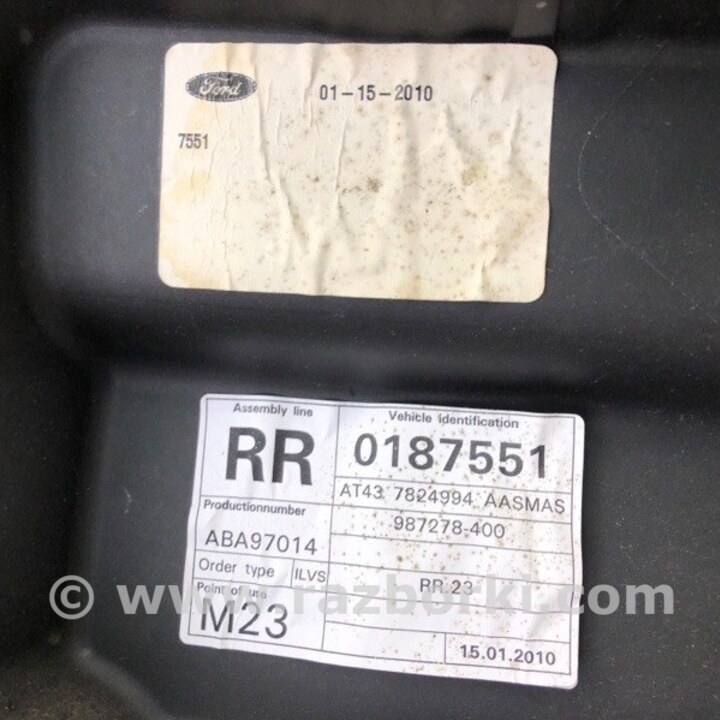 Ford
01-15-2010
7551
Assembly line
Vehicle identification
RR
0187551
AT43 7824994 AASMAS
Productionnumber
987278-400
ABA97014
Order type
ILVS
RR 23
Point of use
M23
15.01.2010
© www.razborki.com